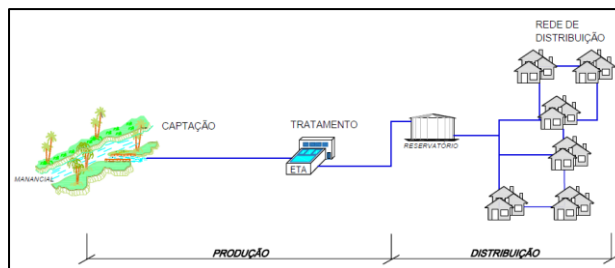 REDE DE
DISTRIBUIÇÃO
CAPTAÇÃO
TRATAMENTO
RESERVATÓRIO
ETA
MANANCIAL
PRODUÇÃO
DISTRIBUIÇÃO